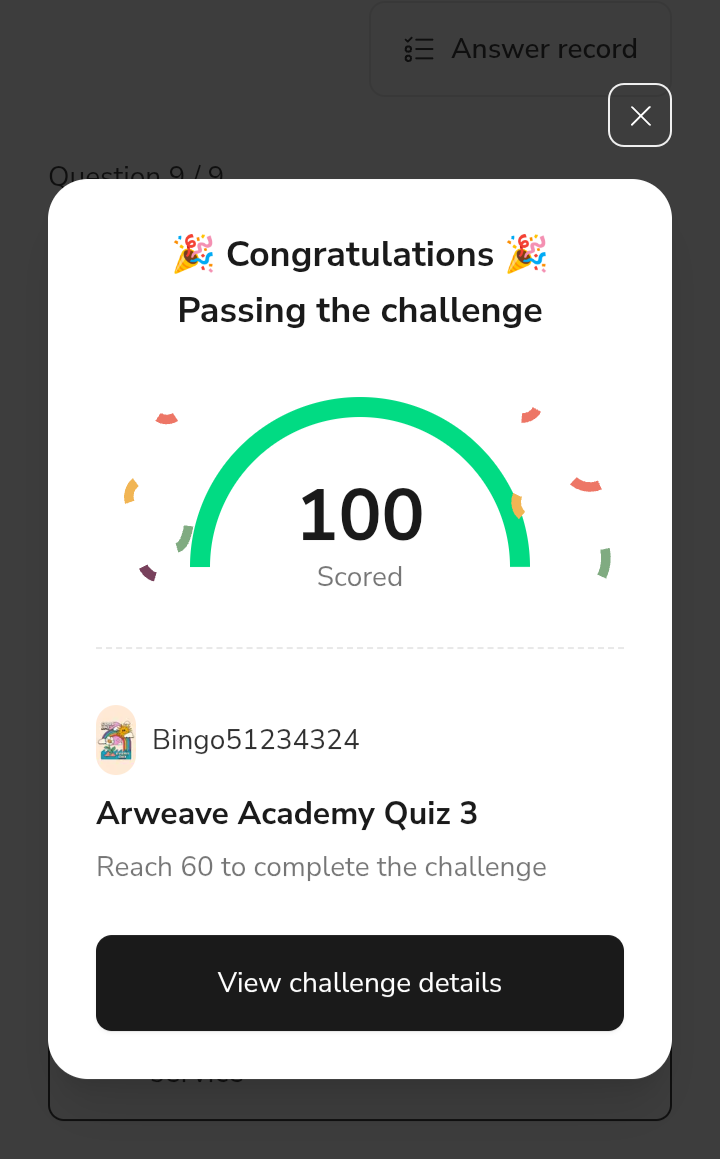 Answer record
Question 9 / 9
🎉 Congratulations 🎉
Passing the challenge
100
Scored
Bingo51234324
Arweave Academy Quiz 3
Reach 60 to complete the challenge
View challenge details